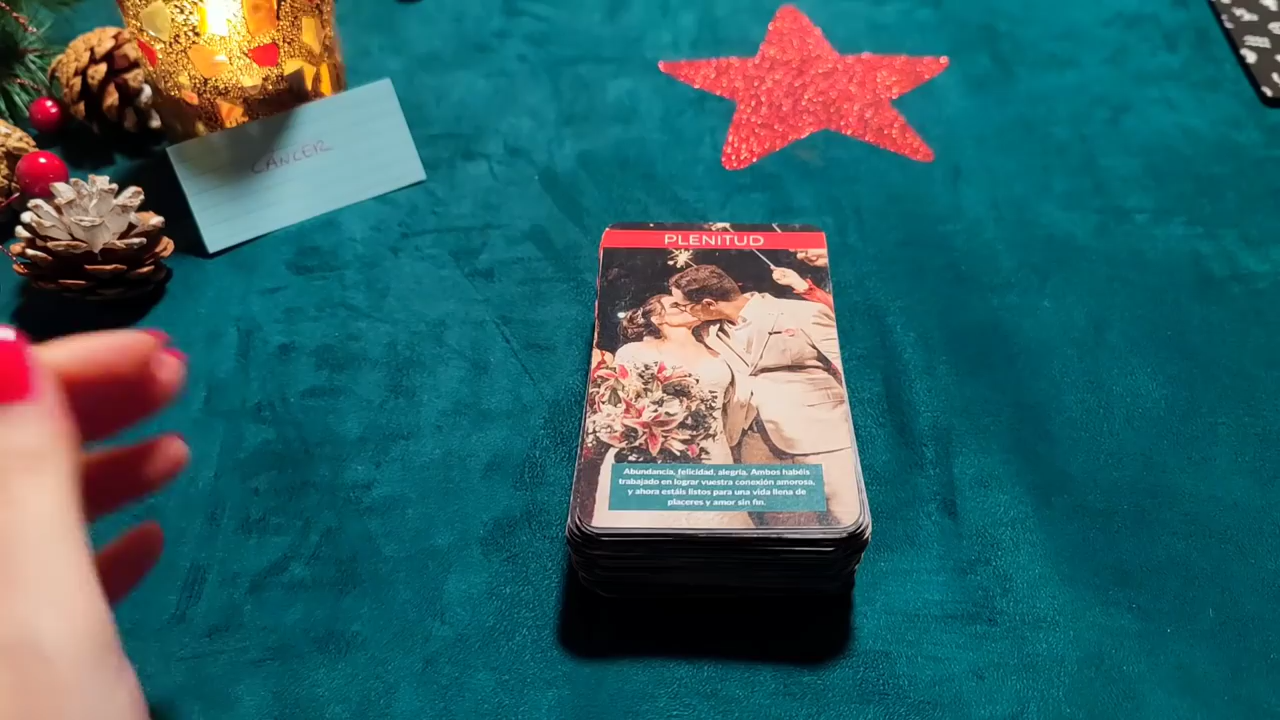 CÁNCER
PLENITUD
Abundancia, felicidad, alegría. Ambos habéis
trabajado en lograr vuestra conexión amorosa,
y ahora estáis listos para una vida llena de
placeres y amor sin fin.